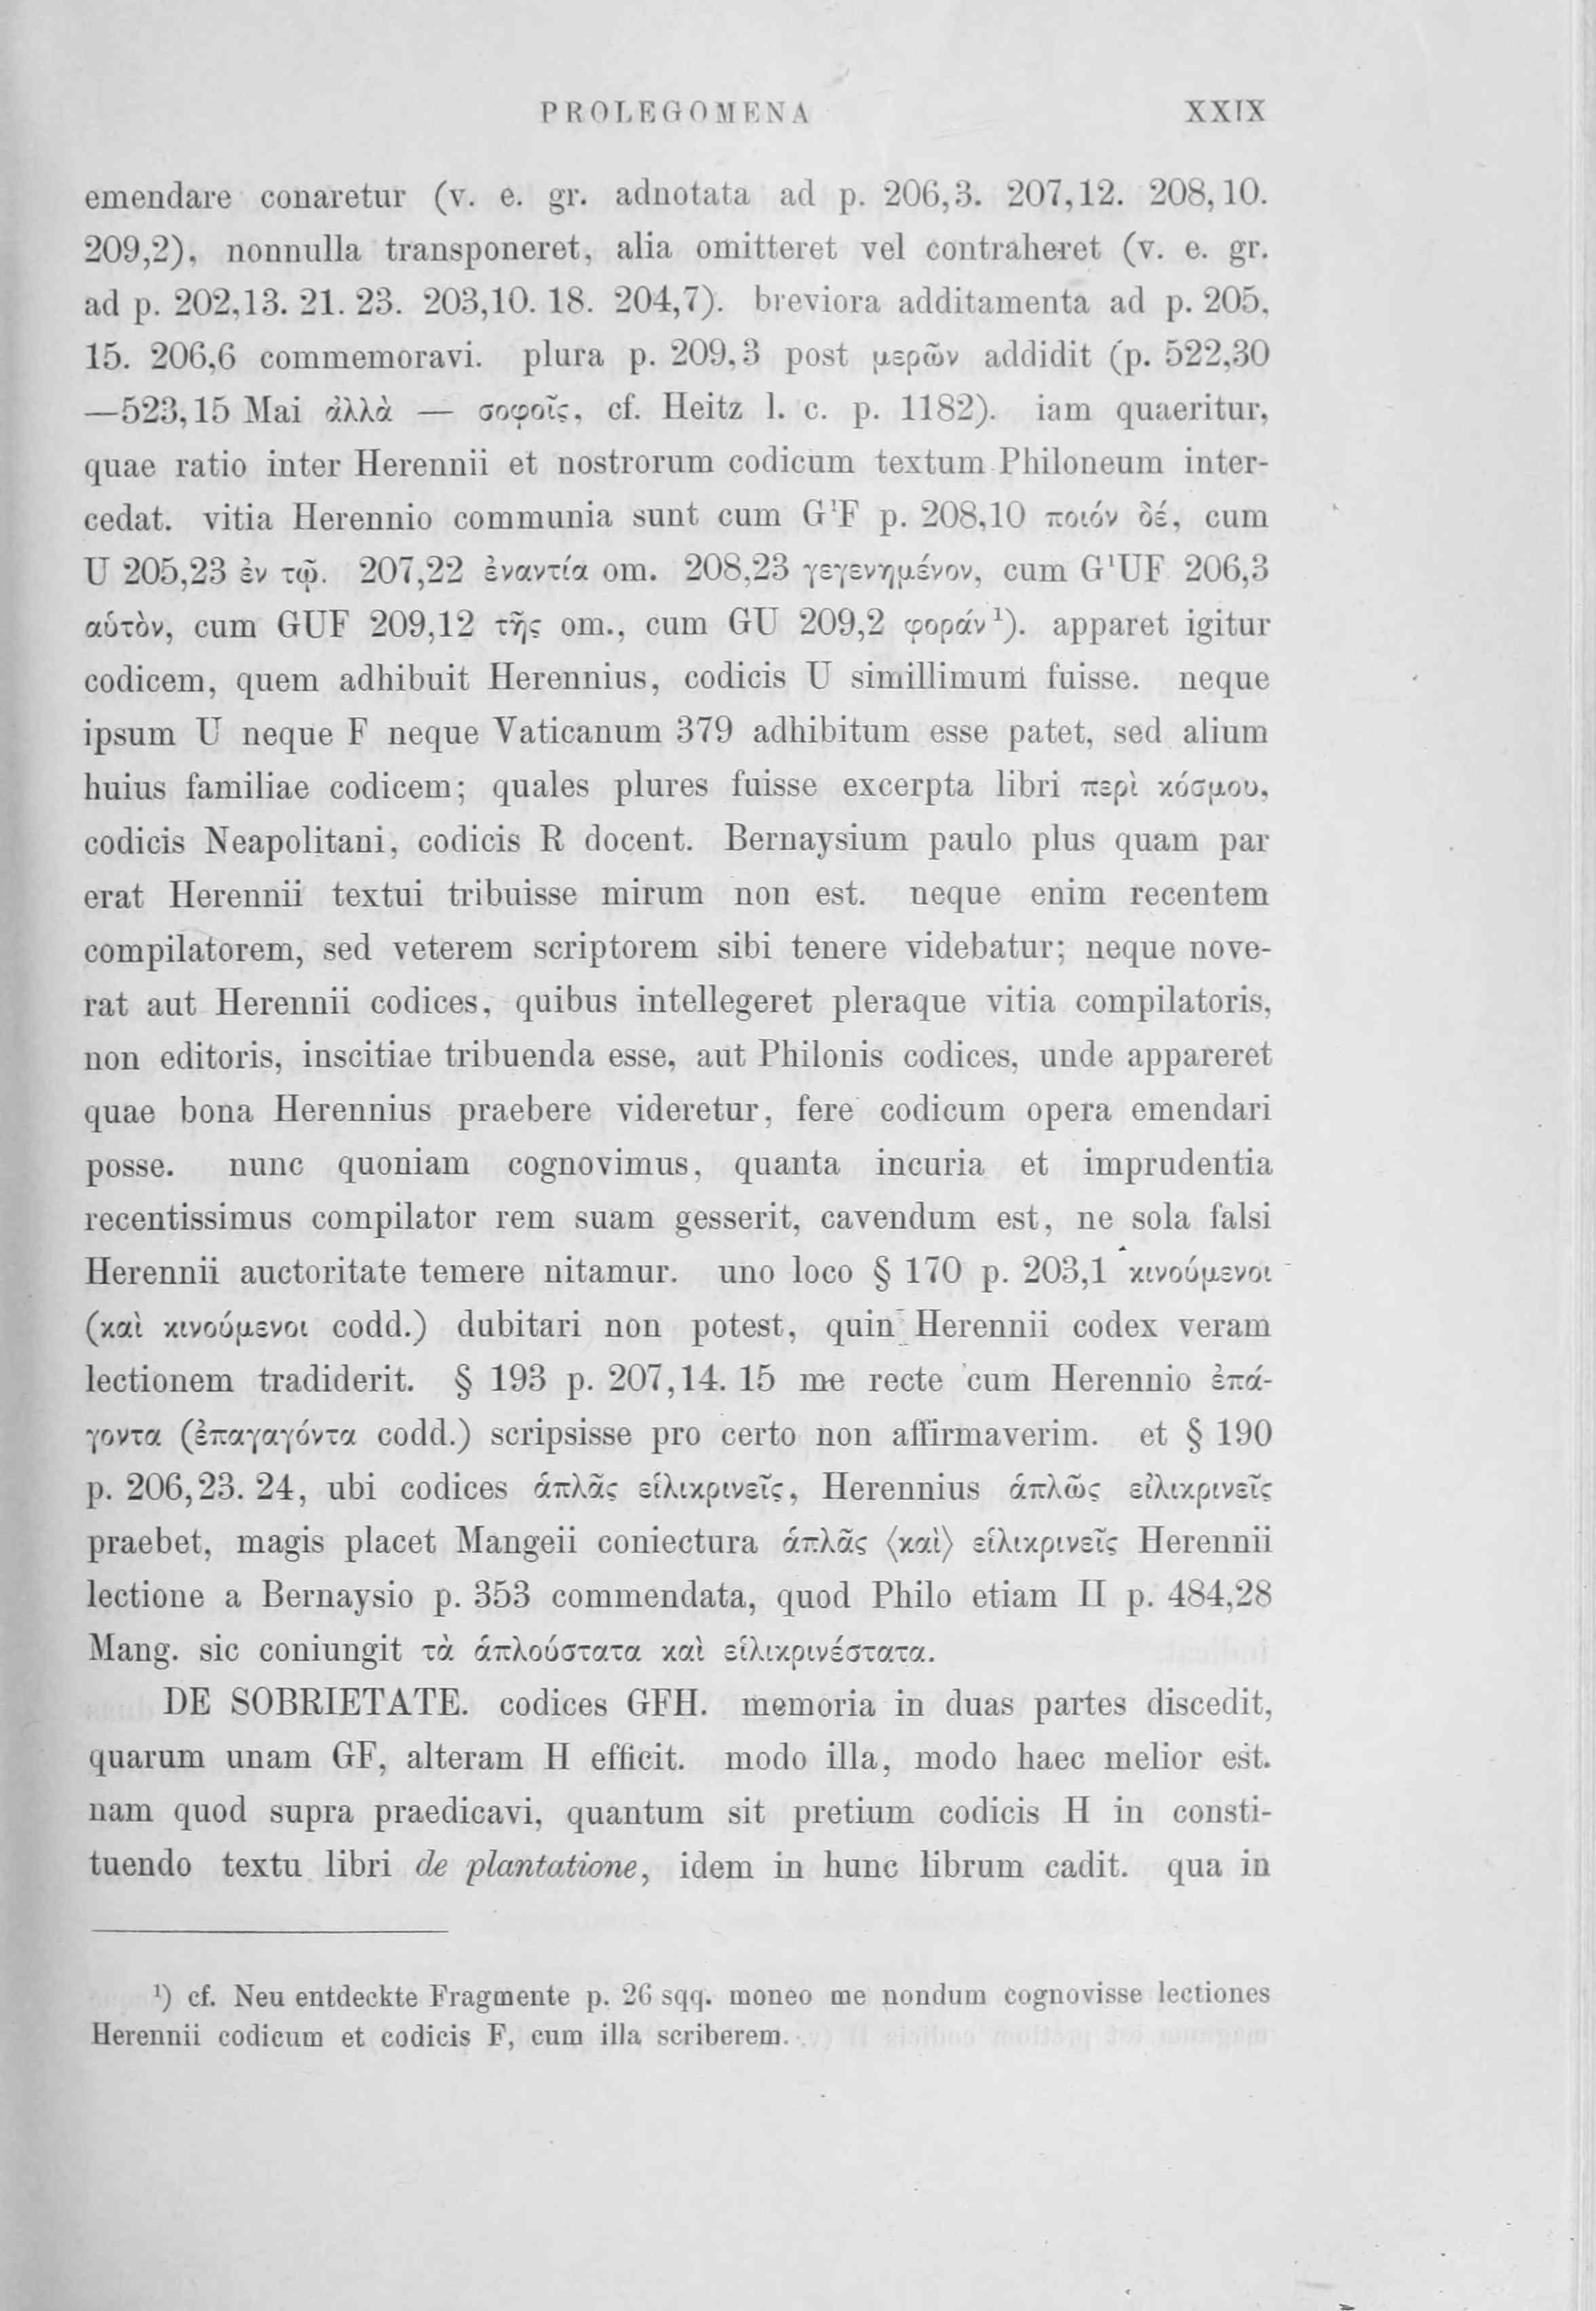 PROLEGOMENA XXIX
emendare conaretur (v. e. gr. adnotata ad p. 206,3. 207,12. 208,10.
209,2), nonnulla transponeret, alia omitteret vel contraheret (v. e. gr.
ad p. 202,13. 21. 23. 203,10. 18. 204,7). breviora additamenta ad p. 205,
15. 206,6 commemoravi. plura p. 209,3 post μερῶν addidit (p. 522,30
—523,15 Mai ἀλλὰ — σοφοῖς, cf. Heitz l. c. p. 1182). iam quaeritur,
quae ratio inter Herennii et nostrorum codicum textum Philoneum inter-
cedat. vitia Herennio communia sunt cum G¹F p. 208,10 ποιόν δέ, cum
U 205,23 ἐν τῷ. 207,22 ἐναντία om. 208,23 γεγενημένον, cum G¹UF 206,3
αὑτὸν, cum GUF 209,12 τῆς om., cum GU 209,2 φοράν¹). apparet igitur
codicem, quem adhibuit Herennius, codicis U simillimum fuisse. neque
ipsum U neque F neque Vaticanum 379 adhibitum esse patet, sed alium
huius familiae codicem; quales plures fuisse excerpta libri περὶ κόσμου,
codicis Neapolitani, codicis R docent. Bernaysium paulo plus quam par
erat Herennii textui tribuisse mirum non est. neque enim recentem
compilatorem, sed veterem scriptorem sibi tenere videbatur; neque nove-
rat aut Herennii codices, quibus intellegeret pleraque vitia compilatoris,
non editoris, inscitiae tribuenda esse, aut Philonis codices, unde appareret
quae bona Herennius praebere videretur, fere codicum opera emendari
posse. nunc quoniam cognovimus, quanta incuria et imprudentia
recentissimus compilator rem suam gesserit, cavendum est, ne sola falsi
Herennii auctoritate temere nitamur. uno loco § 170 p. 203,1 κινούμενοι
(καὶ κινούμενοι codd.) dubitari non potest, quin Herennii codex veram
lectionem tradiderit. § 193 p. 207,14. 15 me recte cum Herennio ἐπά-
γοντα (ἐπαγαγόντα codd.) scripsisse pro certo non affirmaverim. et § 190
p. 206,23. 24, ubi codices ἁπλᾶς εἱλικρινεῖς, Herennius ἁπλῶς εἰλικρινεῖς
praebet, magis placet Mangeii coniectura ἁπλᾶς ⟨καὶ⟩ εἱλικρινεῖς Herennii
lectione a Bernaysio p. 353 commendata, quod Philo etiam II p. 484,28
Mang. sic coniungit τὰ ἁπλούστατα καὶ εἱλικρινέστατα.
DE SOBRIETATE. codices GFH. memoria in duas partes discedit,
quarum unam GF, alteram H efficit. modo illa, modo haec melior est.
nam quod supra praedicavi, quantum sit pretium codicis H in consti-
tuendo textu libri de plantatione, idem in hunc librum cadit. qua in
¹) cf. Neu entdeckte Fragmente p. 26 sqq. moneo me nondum cognovisse lectiones
Herennii codicum et codicis F, cum illa scriberem.